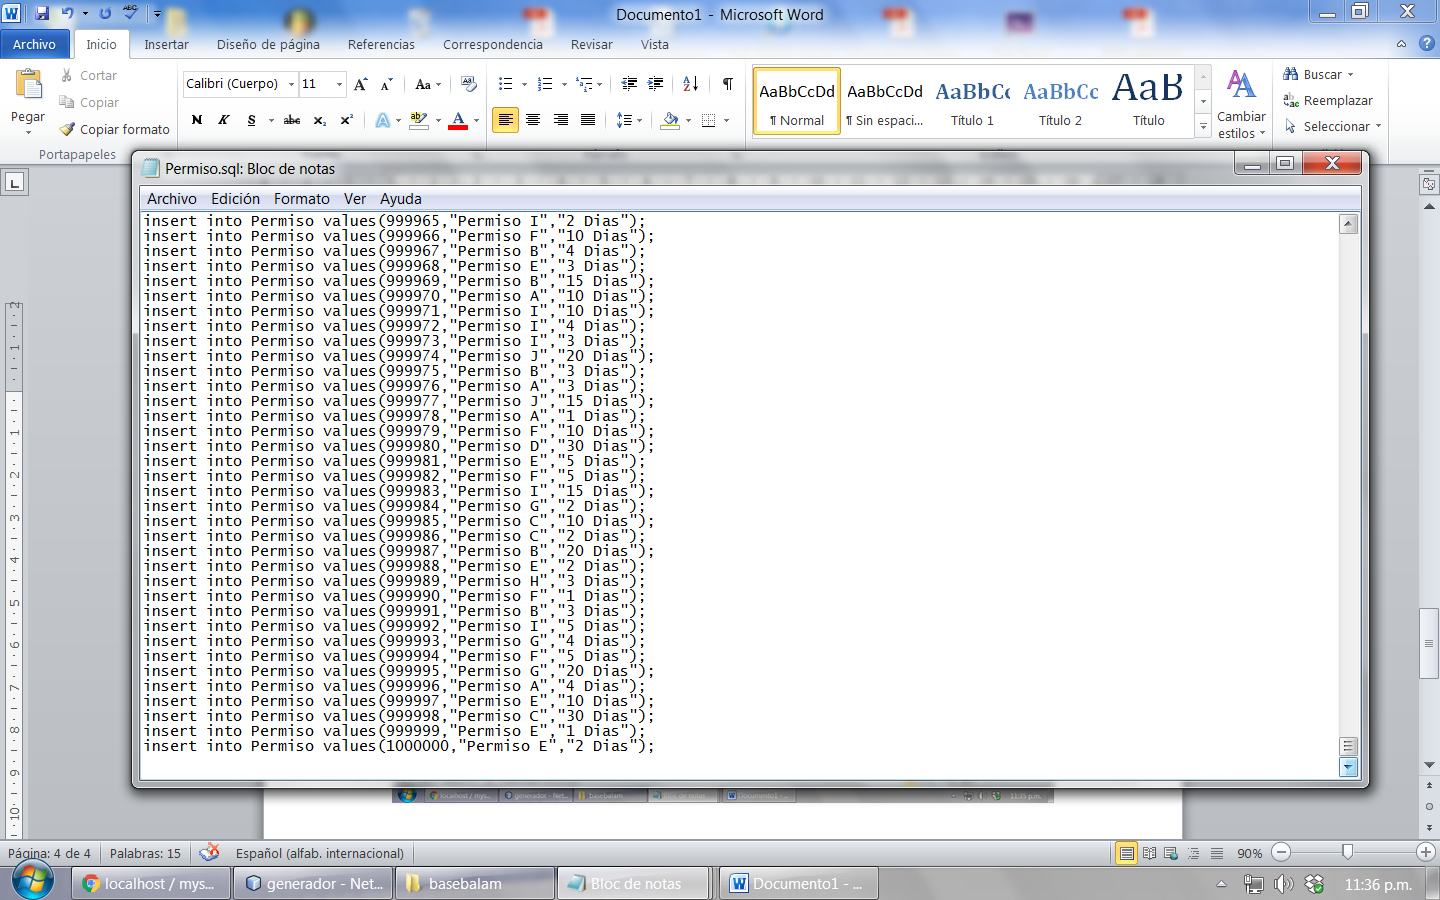 Documento1 - Microsoft Word
Archivo Inicio Insertar Diseño de página Referencias Correspondencia Revisar Vista
Pegar
Cortar
Copiar
Copiar formato
Portapapeles
Calibri (Cuerpo) 11
N K S abc x₂ x²
AaBbCcDd AaBbCcDd AaBbCc AaBbCc AaB
¶ Normal ¶ Sin espaci... Título 1 Título 2 Título
Cambiar estilos
Buscar
Reemplazar
Seleccionar
Permiso.sql: Bloc de notas
Archivo Edición Formato Ver Ayuda
insert into Permiso values(999965,"Permiso I","2 Dias");
insert into Permiso values(999966,"Permiso F","10 Dias");
insert into Permiso values(999967,"Permiso B","4 Dias");
insert into Permiso values(999968,"Permiso E","3 Dias");
insert into Permiso values(999969,"Permiso B","15 Dias");
insert into Permiso values(999970,"Permiso A","10 Dias");
insert into Permiso values(999971,"Permiso I","10 Dias");
insert into Permiso values(999972,"Permiso I","4 Dias");
insert into Permiso values(999973,"Permiso I","3 Dias");
insert into Permiso values(999974,"Permiso J","20 Dias");
insert into Permiso values(999975,"Permiso B","3 Dias");
insert into Permiso values(999976,"Permiso A","3 Dias");
insert into Permiso values(999977,"Permiso J","15 Dias");
insert into Permiso values(999978,"Permiso A","1 Dias");
insert into Permiso values(999979,"Permiso F","10 Dias");
insert into Permiso values(999980,"Permiso D","30 Dias");
insert into Permiso values(999981,"Permiso E","5 Dias");
insert into Permiso values(999982,"Permiso F","5 Dias");
insert into Permiso values(999983,"Permiso I","15 Dias");
insert into Permiso values(999984,"Permiso G","2 Dias");
insert into Permiso values(999985,"Permiso C","10 Dias");
insert into Permiso values(999986,"Permiso C","2 Dias");
insert into Permiso values(999987,"Permiso B","20 Dias");
insert into Permiso values(999988,"Permiso E","2 Dias");
insert into Permiso values(999989,"Permiso H","3 Dias");
insert into Permiso values(999990,"Permiso F","1 Dias");
insert into Permiso values(999991,"Permiso B","3 Dias");
insert into Permiso values(999992,"Permiso I","5 Dias");
insert into Permiso values(999993,"Permiso G","4 Dias");
insert into Permiso values(999994,"Permiso F","5 Dias");
insert into Permiso values(999995,"Permiso G","20 Dias");
insert into Permiso values(999996,"Permiso A","4 Dias");
insert into Permiso values(999997,"Permiso E","10 Dias");
insert into Permiso values(999998,"Permiso C","30 Dias");
insert into Permiso values(999999,"Permiso E","1 Dias");
insert into Permiso values(1000000,"Permiso E","2 Dias");
Página: 4 de 4 Palabras: 15 Español (alfab. internacional) 90%
localhost / mys... generador - Net... basebalam Bloc de notas Documento1 - ... 11:36 p.m.